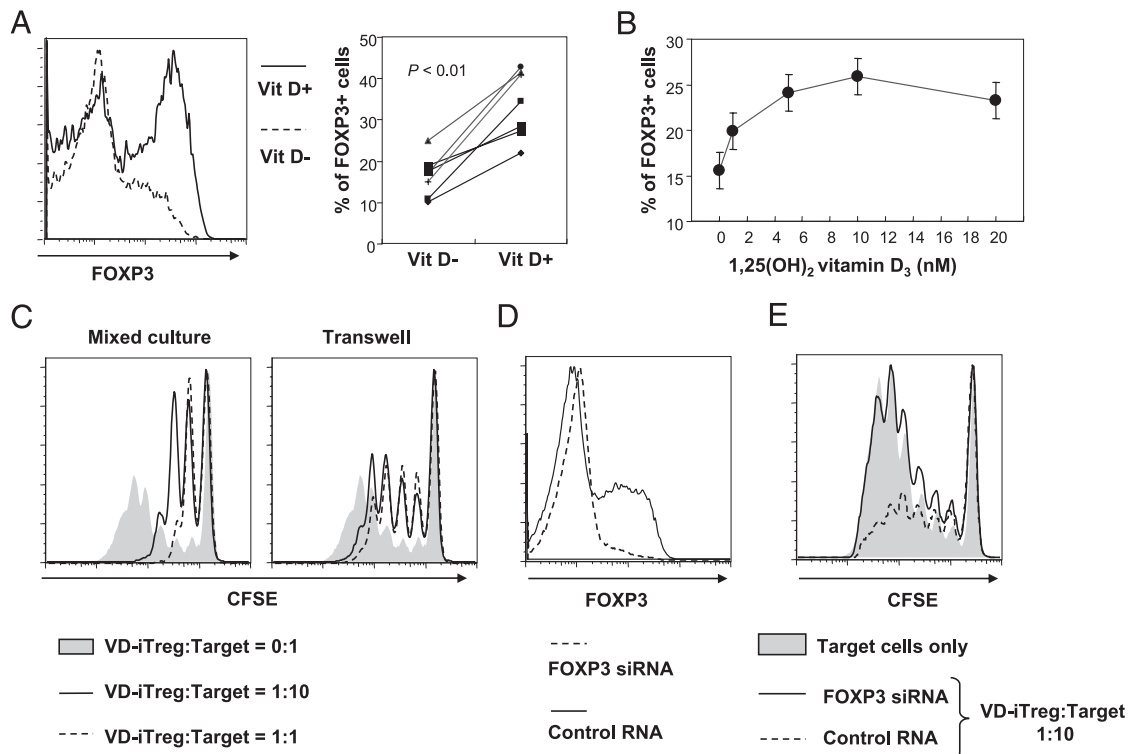 A
Vit D+
Vit D-
FOXP3
% of FOXP3+ cells
50
40
30
20
10
0
P < 0.01
Vit D-
Vit D+
B
% of FOXP3+ cells
30
25
20
15
10
0 2 4 6 8 10 12 14 16 18 20
1,25(OH)₂ vitamin D₃ (nM)
C
Mixed culture
Transwell
CFSE
VD-iTreg:Target = 0:1
VD-iTreg:Target = 1:10
VD-iTreg:Target = 1:1
D
FOXP3
FOXP3 siRNA
Control RNA
E
CFSE
Target cells only
FOXP3 siRNA
Control RNA
VD-iTreg:Target
1:10